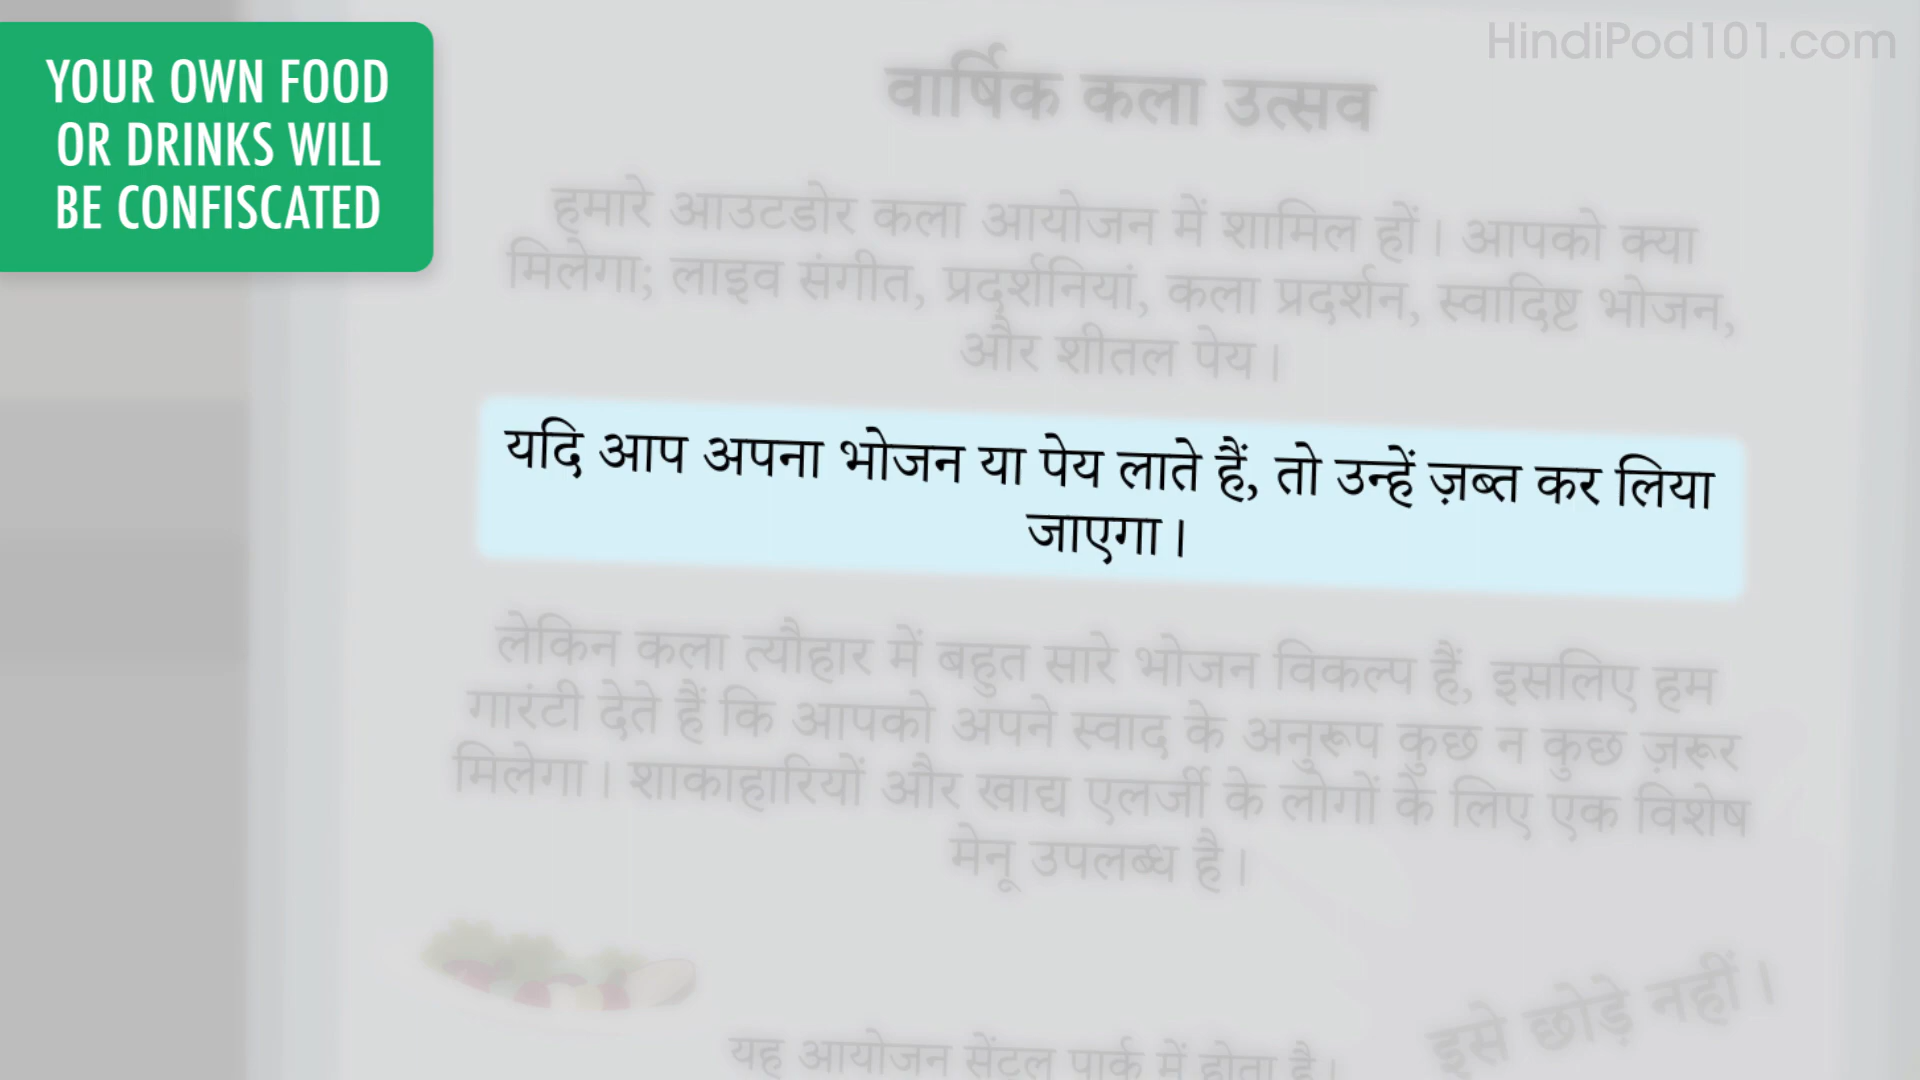 YOUR OWN FOOD
OR DRINKS WILL
BE CONFISCATED
HindiPod101.com
वार्षिक कला उत्सव
हमारे आउटडोर कला आयोजन में शामिल हों। आपको क्या
मिलेगा; लाइव संगीत, प्रदर्शनियां, कला प्रदर्शन, स्वादिष्ट भोजन,
और शीतल पेय।
यदि आप अपना भोजन या पेय लाते हैं, तो उन्हें ज़ब्त कर लिया
जाएगा।
लेकिन कला त्यौहार में बहुत सारे भोजन विकल्प हैं, इसलिए हम
गारंटी देते हैं कि आपको अपने स्वाद के अनुरूप कुछ न कुछ ज़रूर
मिलेगा। शाकाहारियों और खाद्य एलर्जी के लोगों के लिए एक विशेष
मेनू उपलब्ध है।
इसे छोड़े नहीं।
यह आयोजन सेंटल पार्क में होता है।